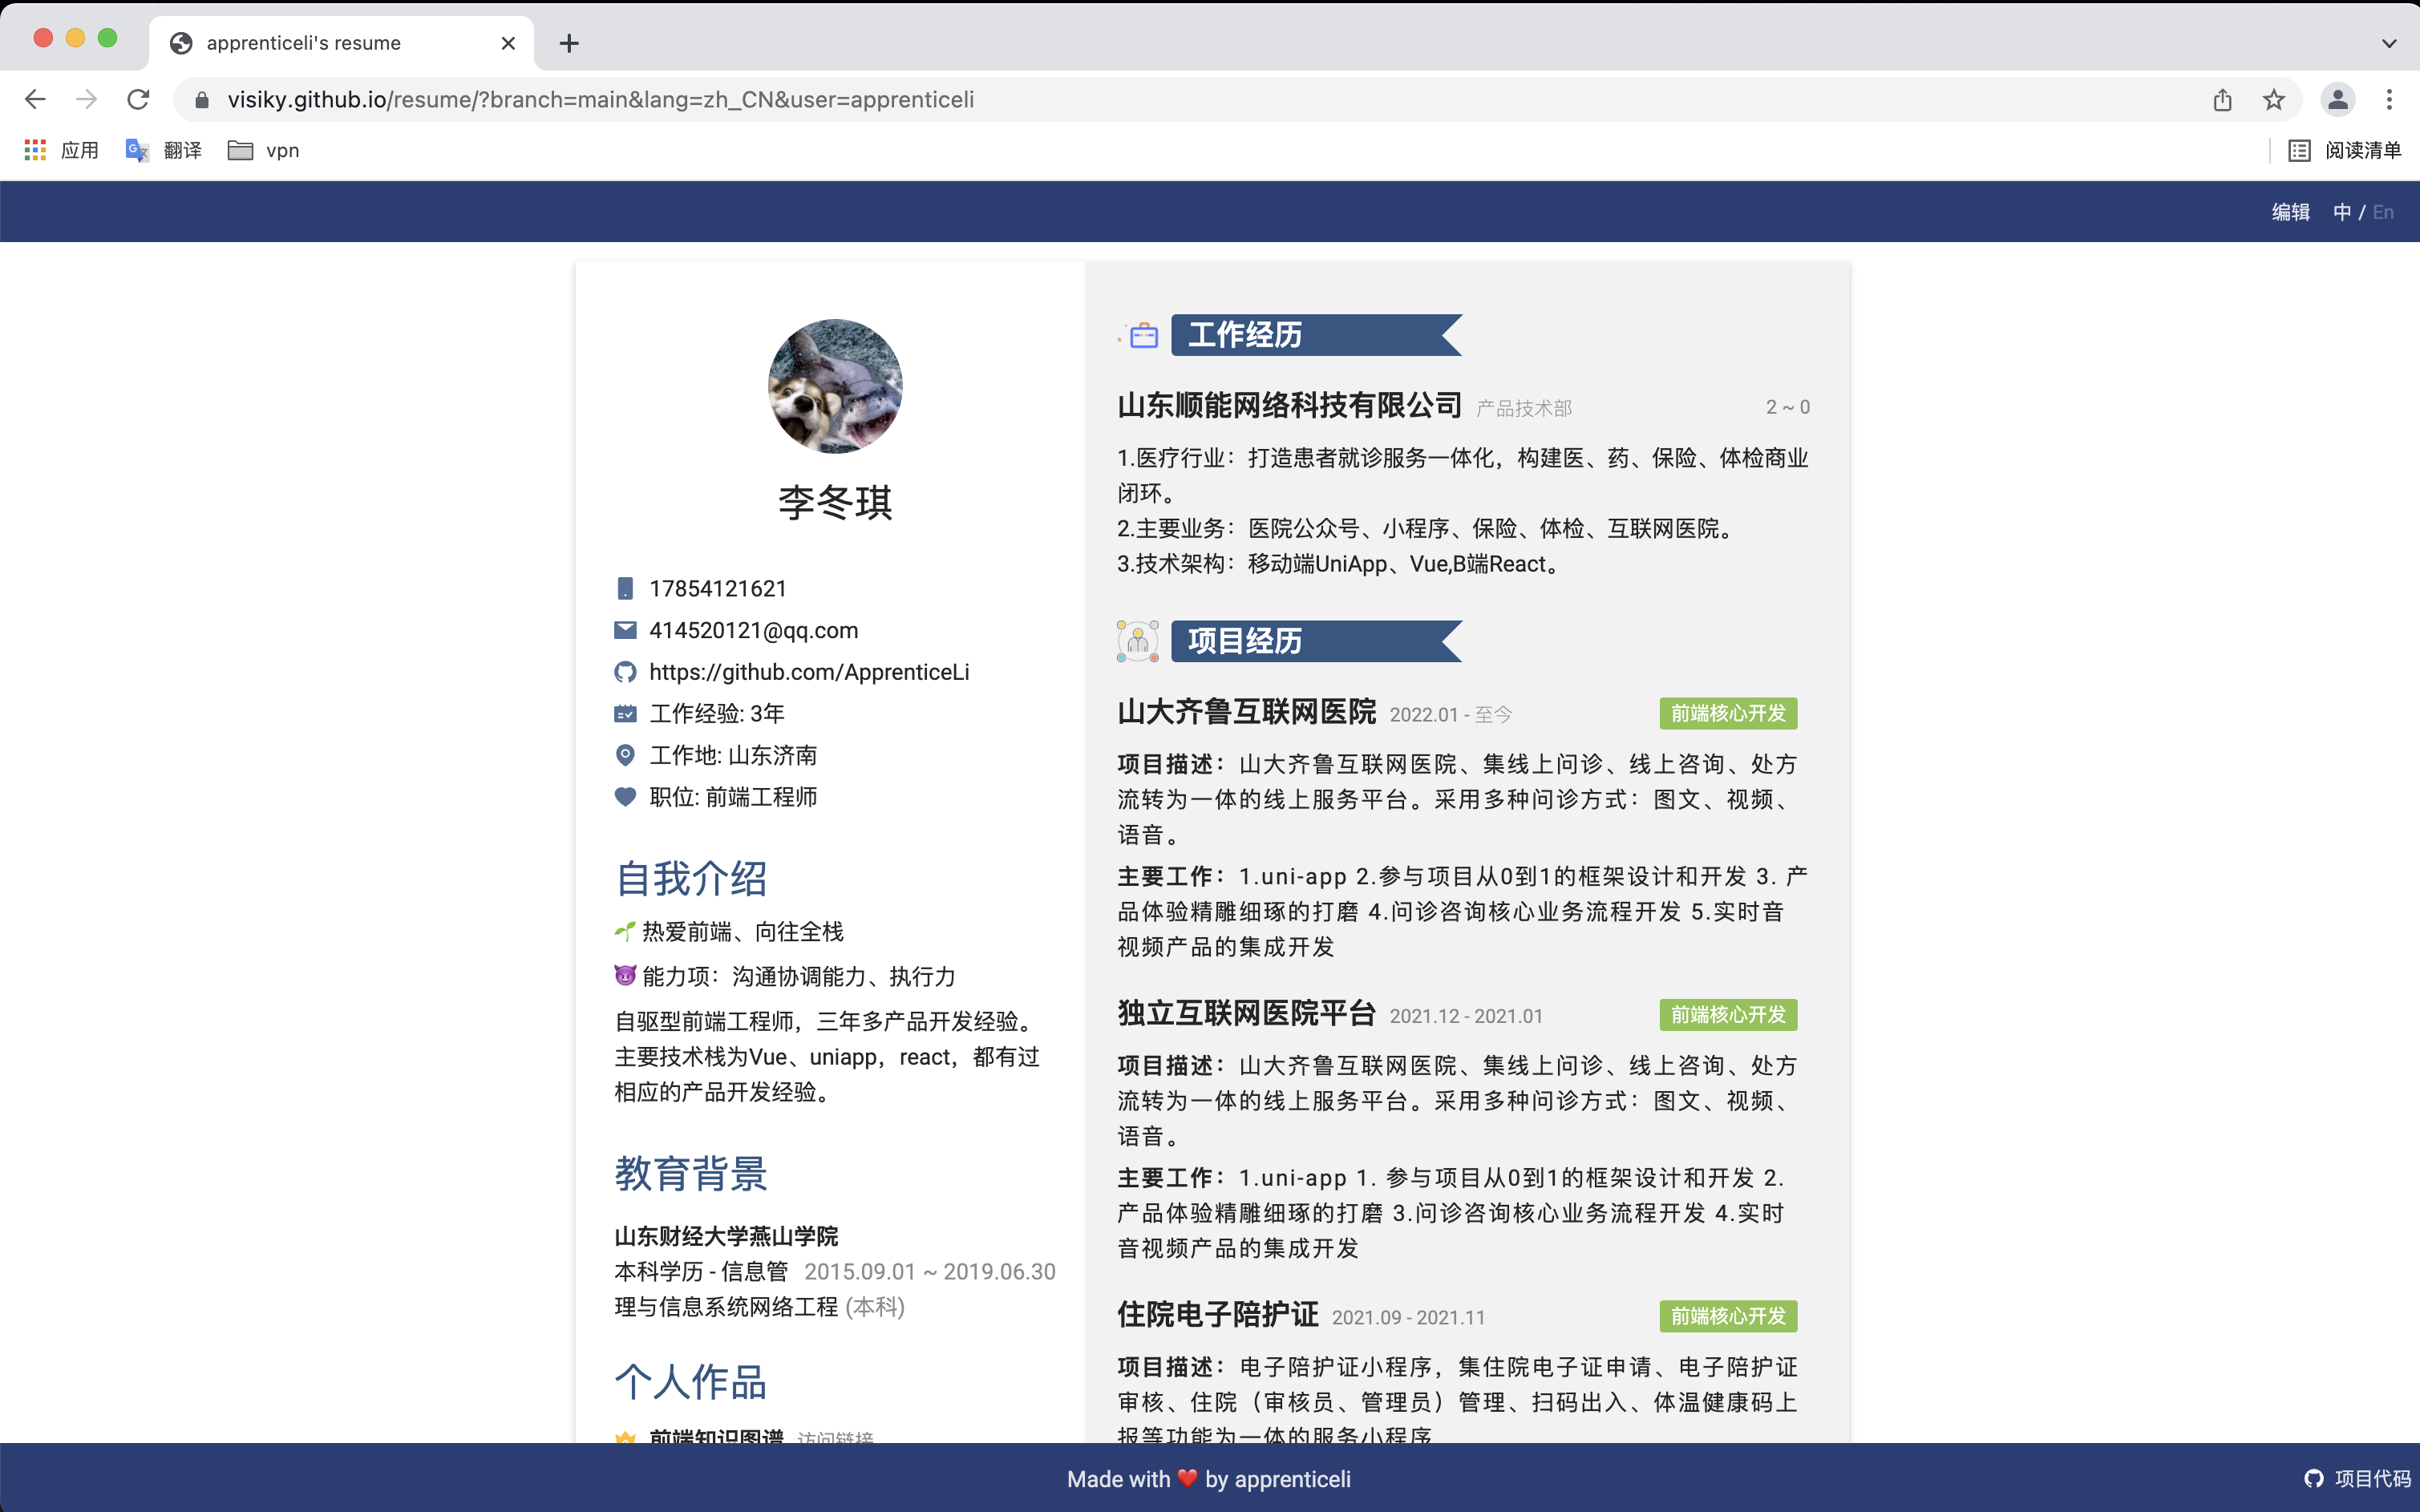 apprenticeli's resume
visiky.github.io/resume/?branch=main&lang=zh_CN&user=apprenticeli
应用 翻译 vpn 阅读清单
编辑 中 / En
李冬琪
17854121621
414520121@qq.com
https://github.com/ApprenticeLi
工作经验: 3年
工作地: 山东济南
职位: 前端工程师
自我介绍
🌱 热爱前端、向往全栈
😈 能力项：沟通协调能力、执行力
自驱型前端工程师，三年多产品开发经验。
主要技术栈为Vue、uniapp，react，都有过
相应的产品开发经验。
教育背景
山东财经大学燕山学院
本科学历 - 信息管 2015.09.01 ~ 2019.06.30
理与信息系统网络工程 (本科)
个人作品
前端知识图谱 访问链接
工作经历
山东顺能网络科技有限公司 产品技术部 2 ~ 0
1.医疗行业：打造患者就诊服务一体化，构建医、药、保险、体检商业
闭环。
2.主要业务：医院公众号、小程序、保险、体检、互联网医院。
3.技术架构：移动端UniApp、Vue,B端React。
项目经历
山大齐鲁互联网医院 2022.01 - 至今 前端核心开发
项目描述：山大齐鲁互联网医院、集线上问诊、线上咨询、处方
流转为一体的线上服务平台。采用多种问诊方式：图文、视频、
语音。
主要工作：1.uni-app 2.参与项目从0到1的框架设计和开发 3. 产
品体验精雕细琢的打磨 4.问诊咨询核心业务流程开发 5.实时音
视频产品的集成开发
独立互联网医院平台 2021.12 - 2021.01 前端核心开发
项目描述：山大齐鲁互联网医院、集线上问诊、线上咨询、处方
流转为一体的线上服务平台。采用多种问诊方式：图文、视频、
语音。
主要工作：1.uni-app 1. 参与项目从0到1的框架设计和开发 2.
产品体验精雕细琢的打磨 3.问诊咨询核心业务流程开发 4.实时
音视频产品的集成开发
住院电子陪护证 2021.09 - 2021.11 前端核心开发
项目描述：电子陪护证小程序，集住院电子证申请、电子陪护证
审核、住院（审核员、管理员）管理、扫码出入、体温健康码上
报等功能为一体的服务小程序
Made with ❤️ by apprenticeli
项目代码